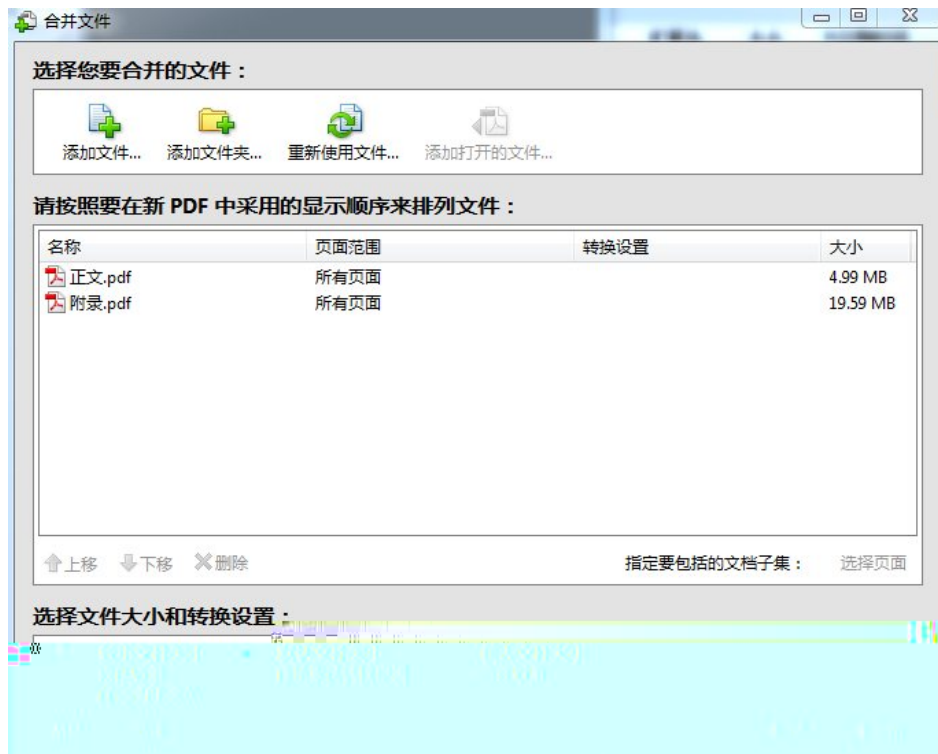 合并文件
选择您要合并的文件：
添加文件... 添加文件夹... 重新使用文件... 添加打开的文件...
请按照要在新 PDF 中采用的显示顺序来排列文件：
名称 页面范围 转换设置 大小
正文.pdf 所有页面 4.99 MB
附录.pdf 所有页面 19.59 MB
上移 下移 删除 指定要包括的文档子集： 选择页面
选择文件大小和转换设置：